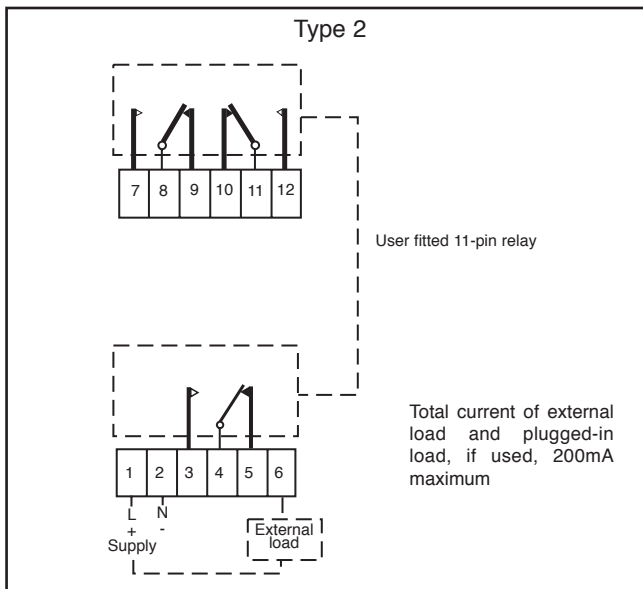 Type 2
7 8 9 10 11 12
User fitted 11-pin relay
Total current of external
load and plugged-in
load, if used, 200mA
maximum
1 2 3 4 5 6
L N
+ -
Supply
External
load